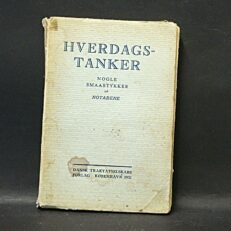 HVERDAGS-
TANKER
NOGLE
SMAASTYKKER
af
NOTABENE
DANSK TRAKTATSELSKABS
FORLAG KØBENHAVN